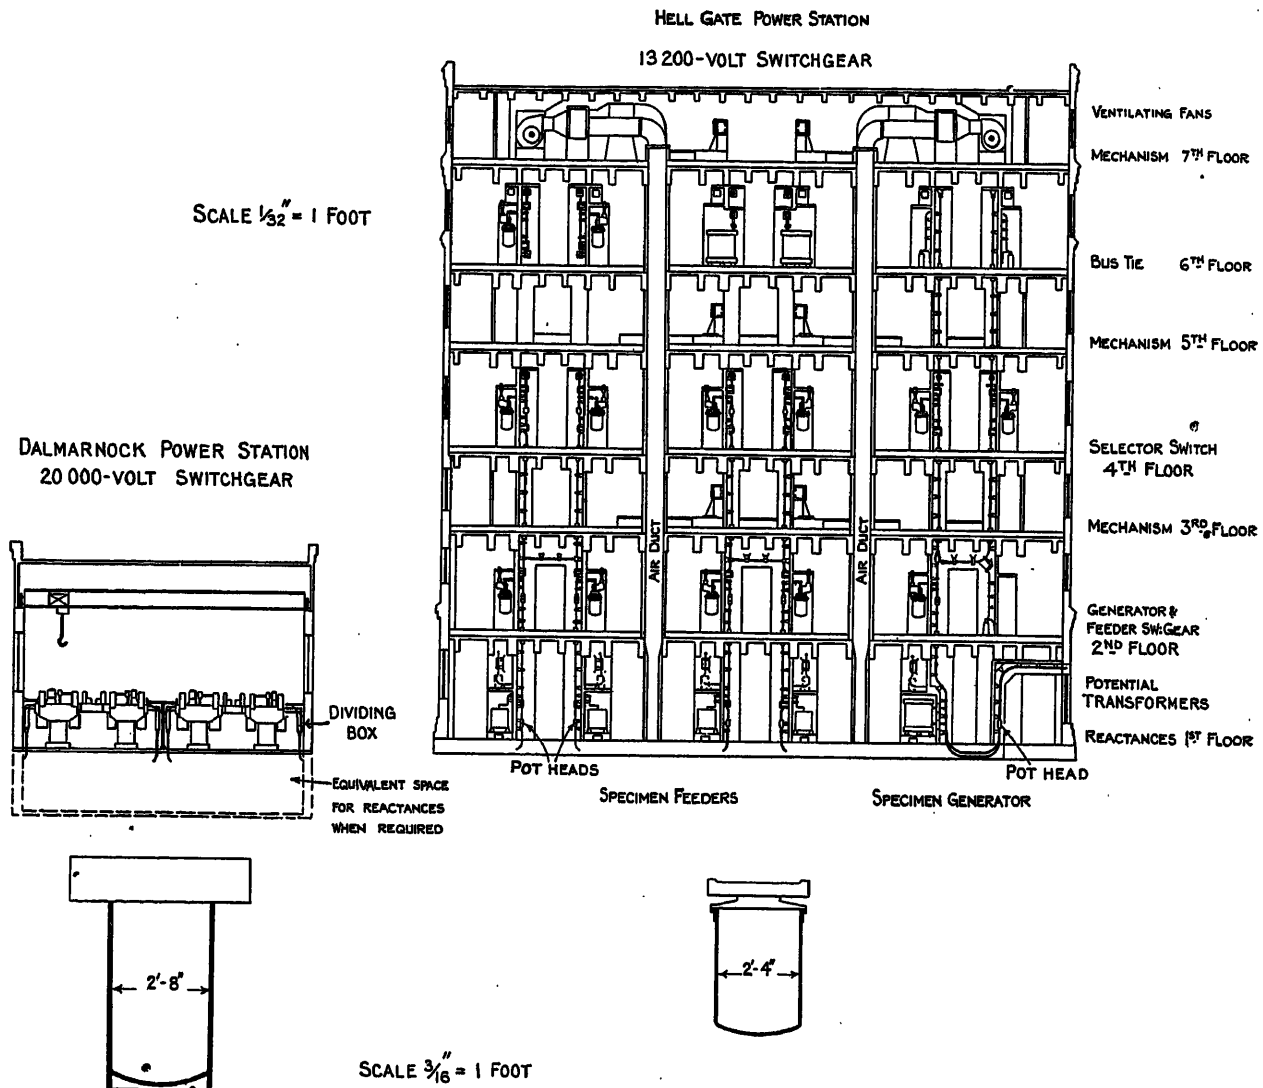 HELL GATE POWER STATION
13 200-VOLT SWITCHGEAR
VENTILATING FANS
MECHANISM 7TH FLOOR
SCALE 1/32" = 1 FOOT
BUS TIE 6TH FLOOR
MECHANISM 5TH FLOOR
DALMARNOCK POWER STATION
20 000-VOLT SWITCHGEAR
SELECTOR SWITCH
4TH FLOOR
MECHANISM 3RD FLOOR
AIR DUCT
AIR DUCT
GENERATOR &
FEEDER SW:GEAR
2ND FLOOR
POTENTIAL
TRANSFORMERS
REACTANCES 1ST FLOOR
DIVIDING
BOX
POT HEADS
POT HEAD
EQUIVALENT SPACE
FOR REACTANCES
WHEN REQUIRED
SPECIMEN FEEDERS
SPECIMEN GENERATOR
2'-8"
2'-4"
SCALE 3/16" = 1 FOOT